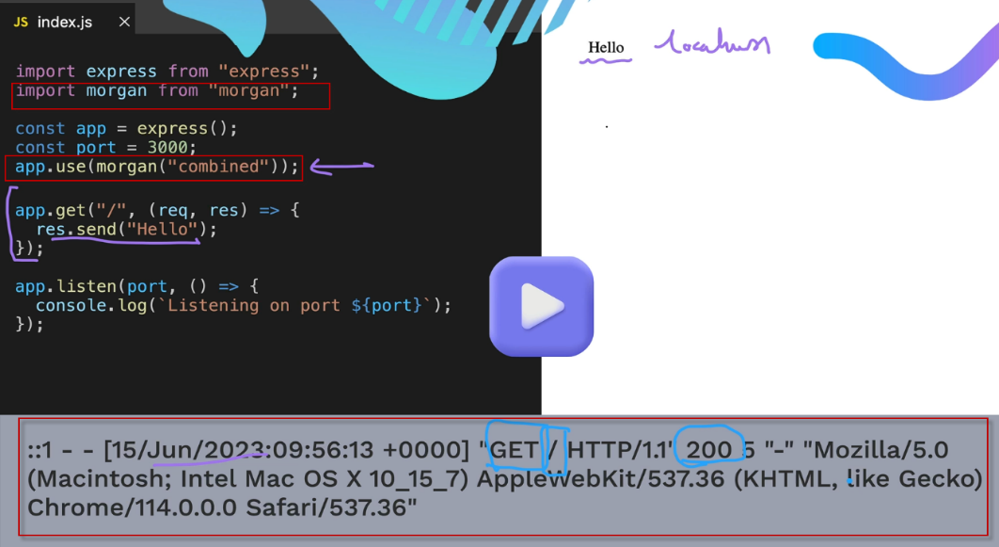 JS index.js ×
import express from "express";
import morgan from "morgan";
const app = express();
const port = 3000;
app.use(morgan("combined"));
app.get("/", (req, res) => {
res.send("Hello");
});
app.listen(port, () => {
console.log(`Listening on port ${port}`);
});
Hello
::1 - - [15/Jun/2023:09:56:13 +0000] "GET / HTTP/1.1" 200 5 "-" "Mozilla/5.0
(Macintosh; Intel Mac OS X 10_15_7) AppleWebKit/537.36 (KHTML, like Gecko)
Chrome/114.0.0.0 Safari/537.36"